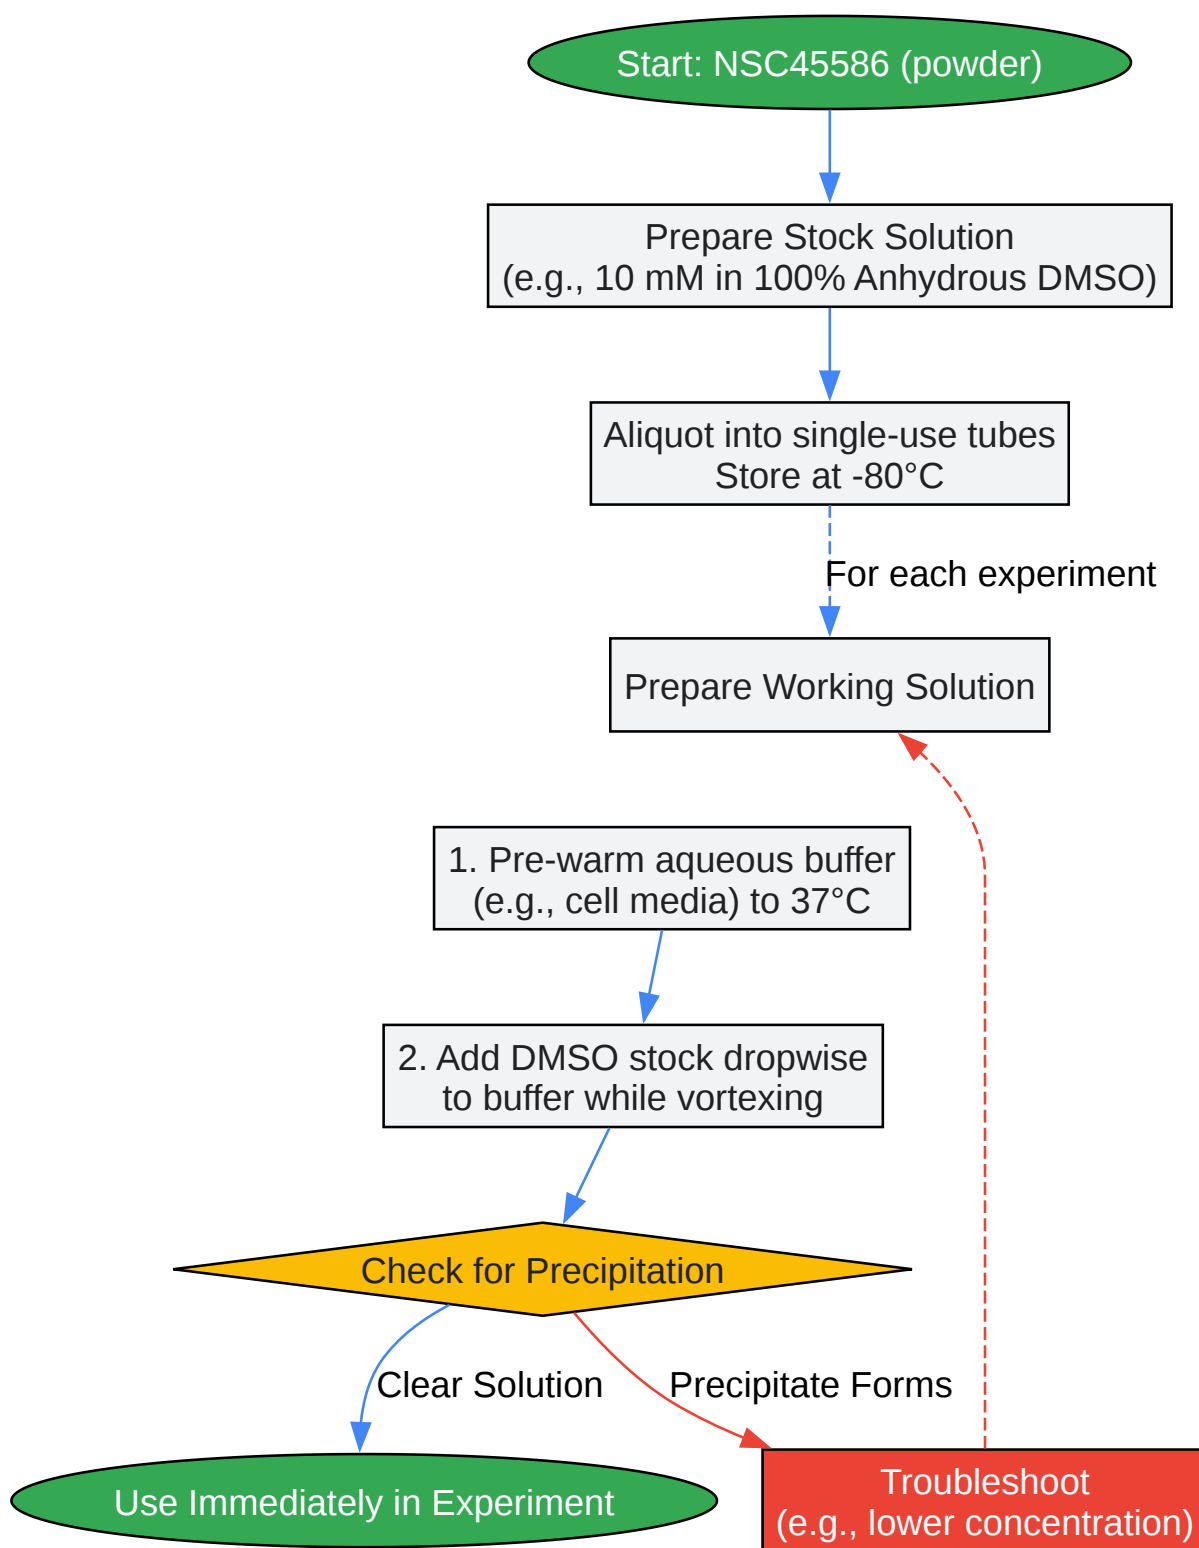 Start: NSC45586 (powder)
Prepare Stock Solution
(e.g., 10 mM in 100% Anhydrous DMSO)
Aliquot into single-use tubes
Store at -80°C
For each experiment
Prepare Working Solution
1. Pre-warm aqueous buffer
(e.g., cell media) to 37°C
2. Add DMSO stock dropwise
to buffer while vortexing
Check for Precipitation
Clear Solution
Precipitate Forms
Use Immediately in Experiment
Troubleshoot
(e.g., lower concentration)